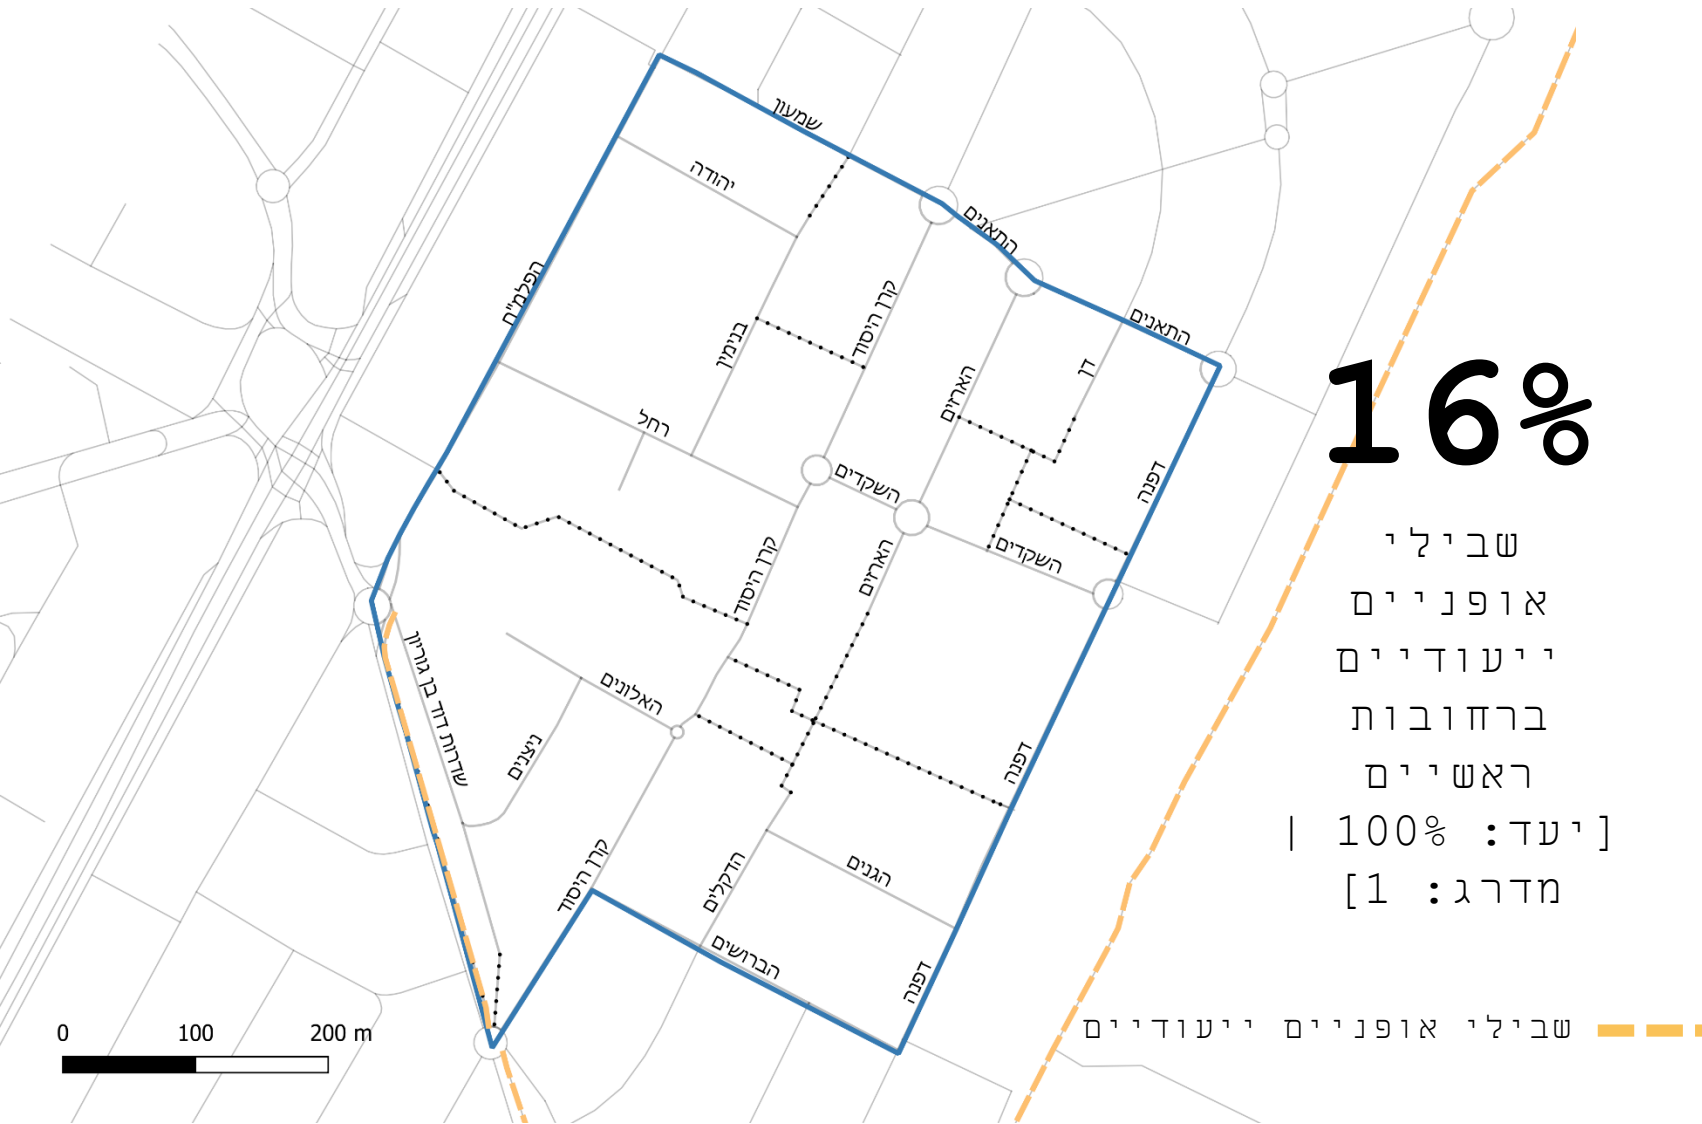 שמעון
יהודה
התאנים
הפלמ"ח
קרן היסוד
התאנים
בנימין
דן
הארזים
רחל
השקדים
דפנה
קרן היסוד
הארזים
השקדים
שדרות דוד בן גוריון
האלונים
ניצנים
דפנה
קרן היסוד
הדקלים
הגנים
הברושים
דפנה
16%
שבילי
אופניים
ייעודיים
ברחובות
ראשיים
[יעד: 100% |
מדרג: 1]
שבילי אופניים ייעודיים
0 100 200 m